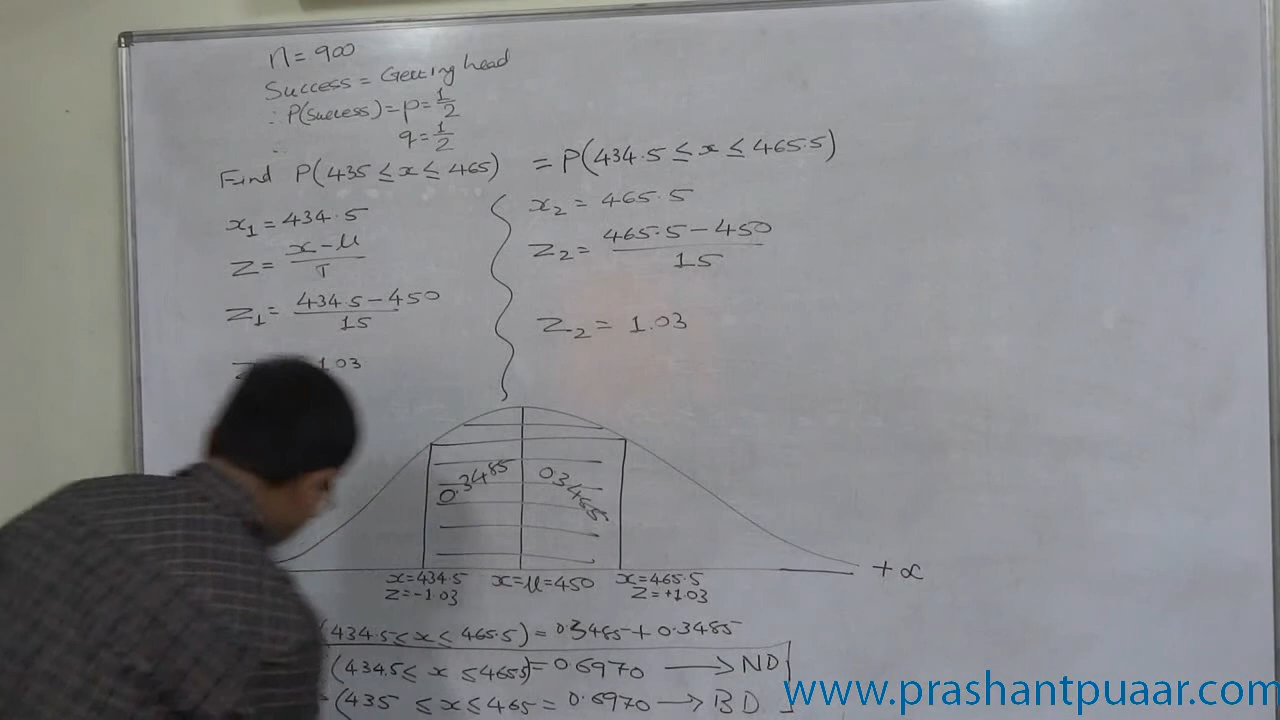 n = 900
Success = Getting head
∴ P(Success) = p = 1/2
q = 1/2
Find P(435 ≤ x ≤ 465) = P(434.5 ≤ x ≤ 465.5)
x₁ = 434.5
Z = x-μ / σ
Z₁ = 434.5 - 450 / 15
1.03
x₂ = 465.5
Z₂ = 465.5 - 450 / 15
Z₂ = 1.03
0.3485
0.3465
+ ∝
x=434.5
Z=-1.03
x=μ=450
x=465.5
Z=+1.03
(434.5 ≤ x ≤ 465.5) = 0.3485 + 0.3485
(434.5 ≤ x ≤ 465.5) = 0.6970 → ND
(435 ≤ x ≤ 465 = 0.6970 → BD
www.prashantpuaar.com